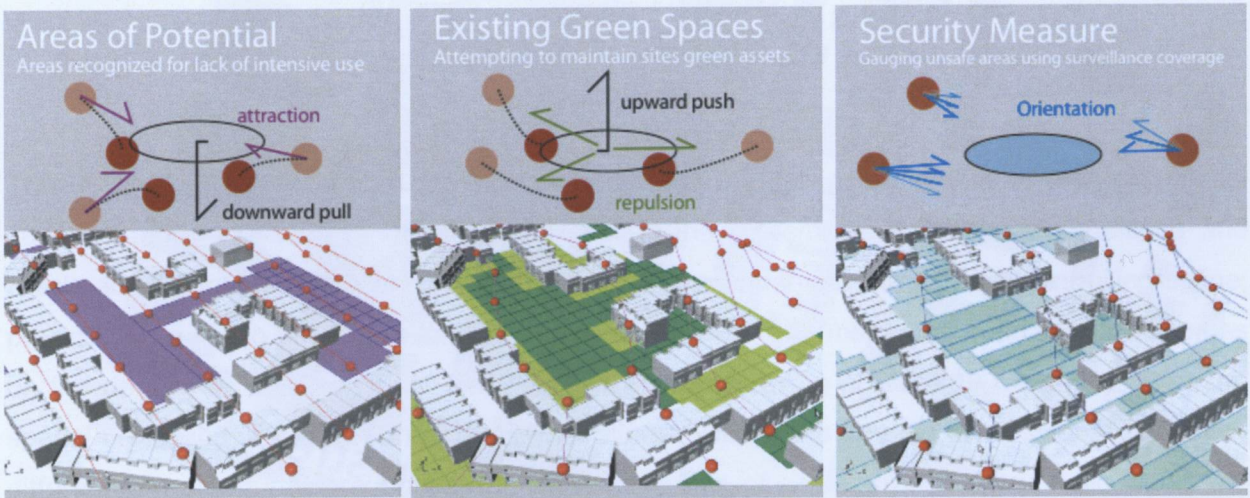 Areas of Potential
Areas recognized for lack of intensive use
attraction
downward pull
Existing Green Spaces
Attempting to maintain sites green assets
upward push
repulsion
Security Measure
Gauging unsafe areas using surveillance coverage
Orientation